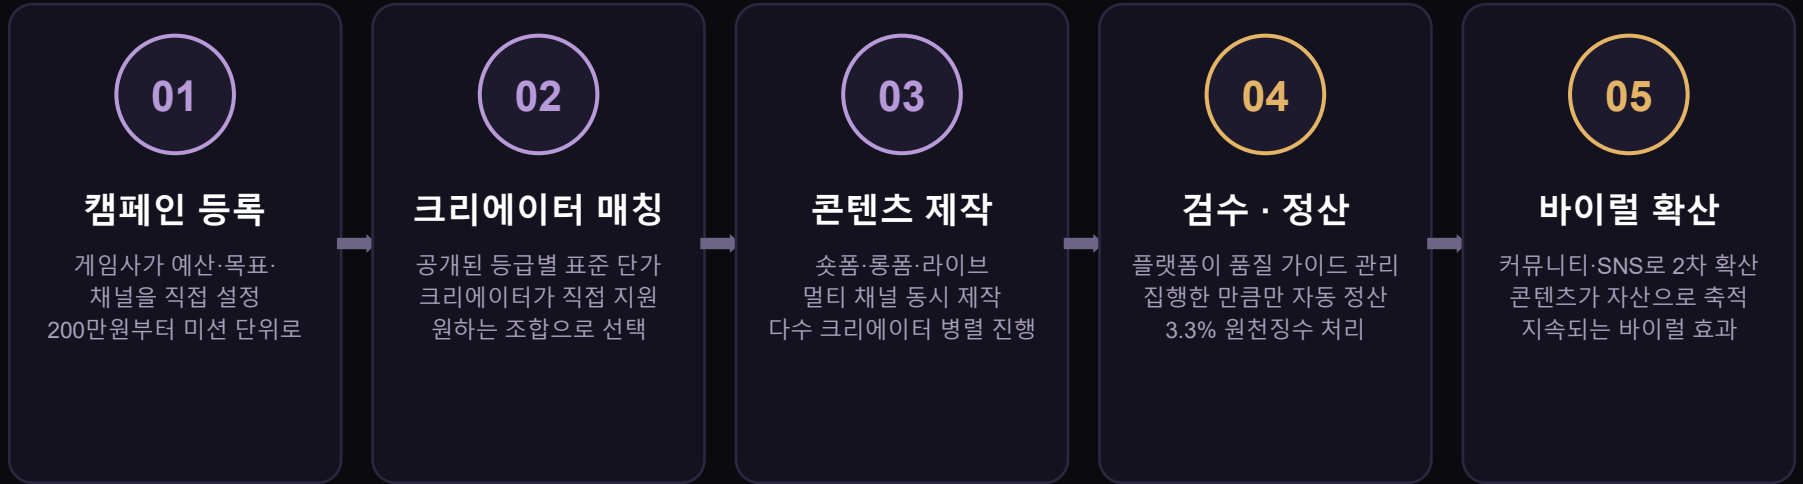 01
캠페인 등록
게임사가 예산·목표·
채널을 직접 설정
200만원부터 미션 단위로
02
크리에이터 매칭
공개된 등급별 표준 단가
크리에이터가 직접 지원
원하는 조합으로 선택
03
콘텐츠 제작
숏폼·롱폼·라이브
멀티 채널 동시 제작
다수 크리에이터 병렬 진행
04
검수 · 정산
플랫폼이 품질 가이드 관리
집행한 만큼만 자동 정산
3.3% 원천징수 처리
05
바이럴 확산
커뮤니티·SNS로 2차 확산
콘텐츠가 자산으로 축적
지속되는 바이럴 효과